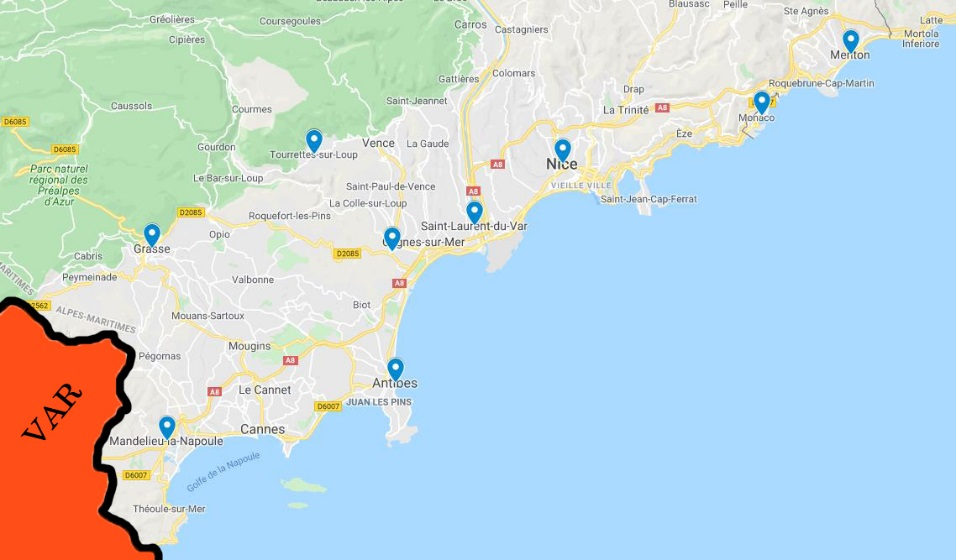 Blausasc
Peille
Gréolières
Coursegoules
Ste Agnès
Latte
Carros
Castagniers
Mortola
Inferiore
Cipières
Menton
Gattières
Colomars
Roquebrune-Cap-Martin
Drap
Saint-Jeannet
Caussols
Courmes
La Trinité
A8
Monaco
D6085
Èze
Gourdon
D6085
Tourrettes-sur-Loup
Vence
La Gaude
A8
Nice
Parc naturel
régional des
Préalpes
d'Azur
Le Bar-sur-Loup
Saint-Paul-de-Vence
A8
VIEILLE VILLE
Saint-Jean-Cap-Ferrat
La Colle-sur-Loup
D2085
Roquefort-les-Pins
Saint-Laurent-du-Var
Opio
Grasse
Cagnes-sur-Mer
D2085
Cabris
Peymeinade
Valbonne
A8
MARITIMES
ALPES-MARITIMES
Biot
Mouans-Sartoux
Mougins
Pégomas
A8
Antibes
A8
Le Cannet
JUAN LES PINS
D6007
VAR
Cannes
Mandelieu-la-Napoule
Golfe de la Napoule
D6007
Théoule-sur-Mer